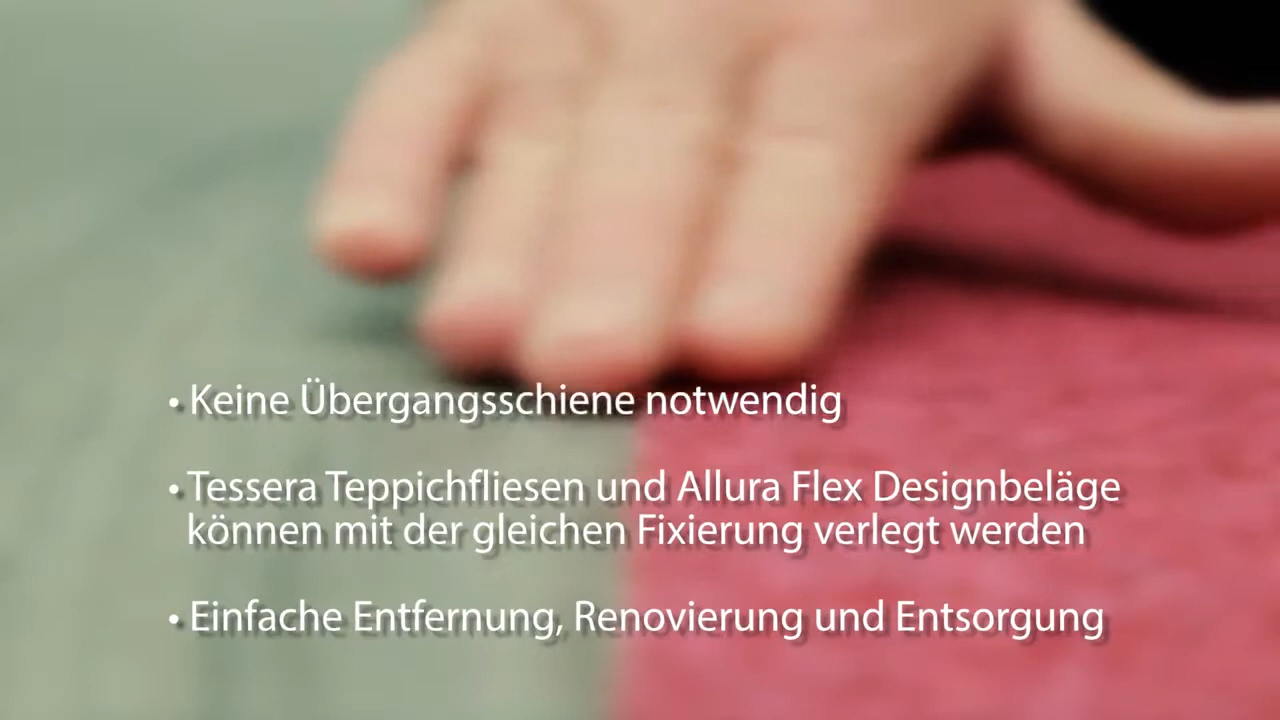 • Keine Übergangsschiene notwendig
• Tessera Teppichfliesen und Allura Flex Designbeläge
können mit der gleichen Fixierung verlegt werden
• Einfache Entfernung, Renovierung und Entsorgung